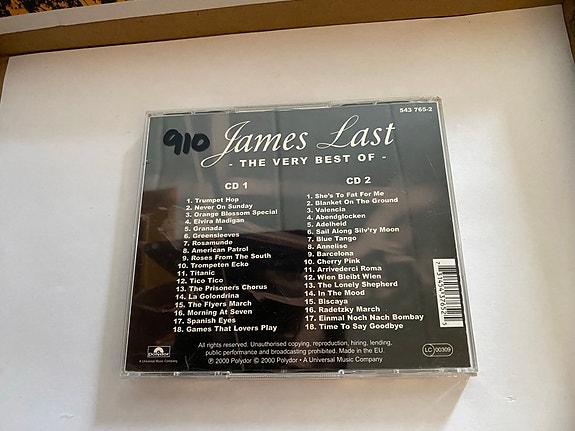 543 765-2
910 James Last
- THE VERY BEST OF -
CD 1
1. Trumpet Hop
2. Never On Sunday
3. Orange Blossom Special
4. Elvira Madigan
5. Granada
6. Greensleeves
7. Rosamunde
8. American Patrol
9. Roses From The South
10. Trompeten Ecko
11. Titanic
12. Tico Tico
13. The Prisoners Chorus
14. La Golondrina
15. The Flyers March
16. Morning At Seven
17. Spanish Eyes
18. Games That Lovers Play
CD 2
1. She's To Fat For Me
2. Blanket On The Ground
3. Valencia
4. Abendglocken
5. Adelheid
6. Sail Along Silv'ry Moon
7. Blue Tango
8. Annelise
9. Barcelona
10. Cherry Pink
11. Arrivederci Roma
12. Wien Bleibt Wien
13. The Lonely Shepherd
14. In The Mood
15. Biscaya
16. Radetzky March
17. Einmal Noch Nach Bombay
18. Time To Say Goodbye
All rights reserved. Unauthorised copying, reproduction, hiring, lending,
public performance and broadcasting prohibited. Made in the EU.
℗ 2000 Polydor © 2000 Polydor • A Universal Music Company
Polydor
A Universal Music Company
LC 00309